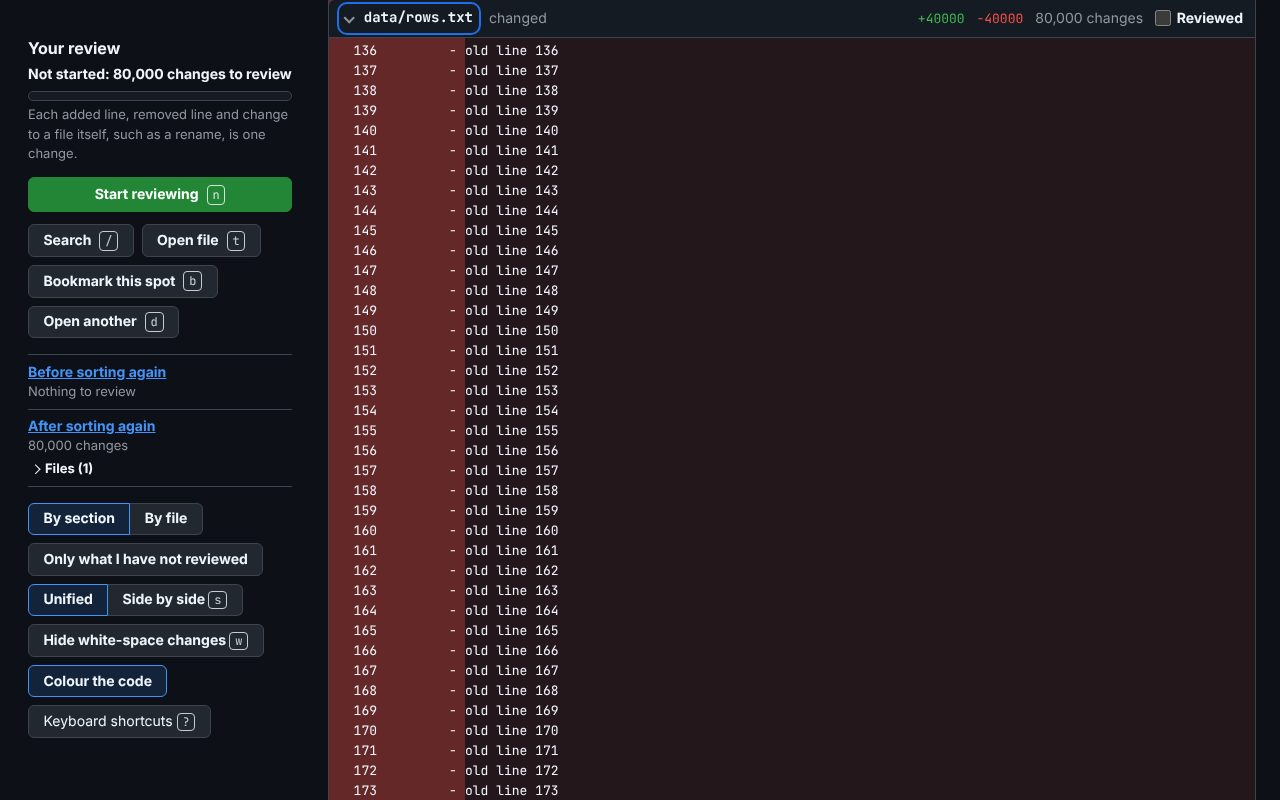 Your review
Not started: 80,000 changes to review
Each added line, removed line and change
to a file itself, such as a rename, is one
change.
Start reviewing n
Search / Open file t
Bookmark this spot b
Open another d
Before sorting again
Nothing to review
After sorting again
80,000 changes
Files (1)
By section By file
Only what I have not reviewed
Unified Side by side s
Hide white-space changes w
Colour the code
Keyboard shortcuts ?
data/rows.txt changed +40000 -40000 80,000 changes Reviewed
136 - old line 136
137 - old line 137
138 - old line 138
139 - old line 139
140 - old line 140
141 - old line 141
142 - old line 142
143 - old line 143
144 - old line 144
145 - old line 145
146 - old line 146
147 - old line 147
148 - old line 148
149 - old line 149
150 - old line 150
151 - old line 151
152 - old line 152
153 - old line 153
154 - old line 154
155 - old line 155
156 - old line 156
157 - old line 157
158 - old line 158
159 - old line 159
160 - old line 160
161 - old line 161
162 - old line 162
163 - old line 163
164 - old line 164
165 - old line 165
166 - old line 166
167 - old line 167
168 - old line 168
169 - old line 169
170 - old line 170
171 - old line 171
172 - old line 172
173 - old line 173